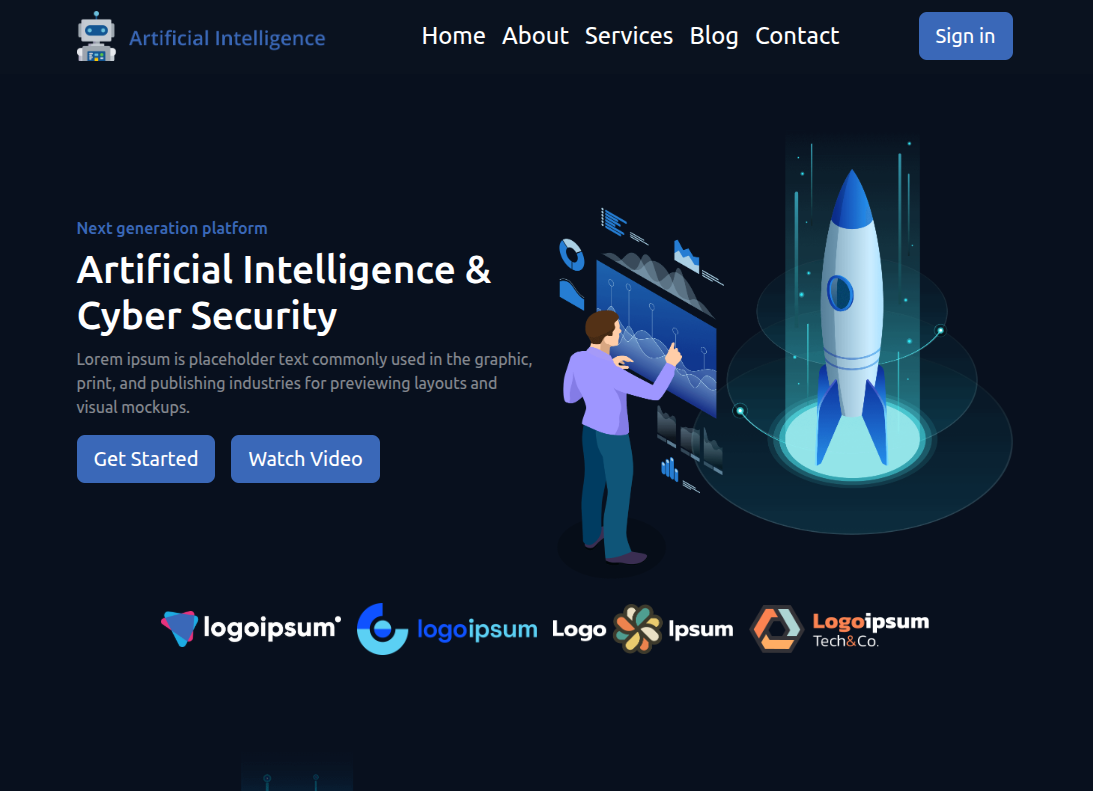 Artificial Intelligence
Home About Services Blog Contact
Sign in
Next generation platform
Artificial Intelligence &
Cyber Security
Lorem ipsum is placeholder text commonly used in the graphic,
print, and publishing industries for previewing layouts and
visual mockups.
Get Started
Watch Video
logoipsum
logoipsum
Logo Ipsum
Logoipsum
Tech&Co.